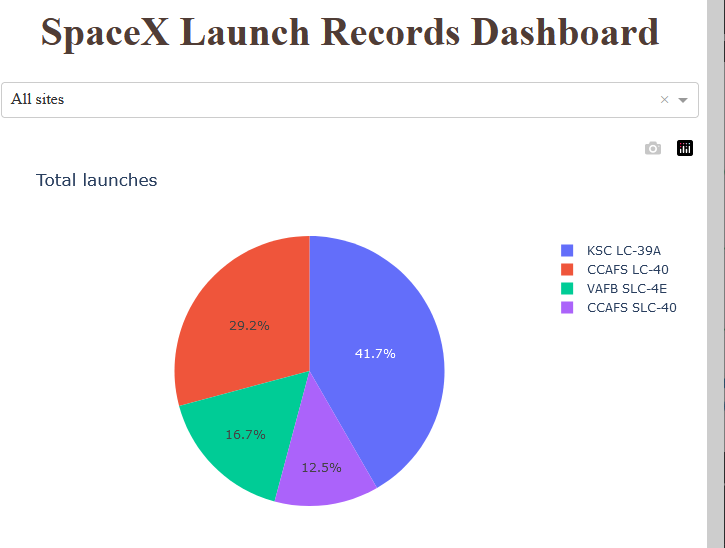 SpaceX Launch Records Dashboard
All sites
Total launches
KSC LC-39A
CCAFS LC-40
VAFB SLC-4E
CCAFS SLC-40
29.2%
41.7%
16.7%
12.5%